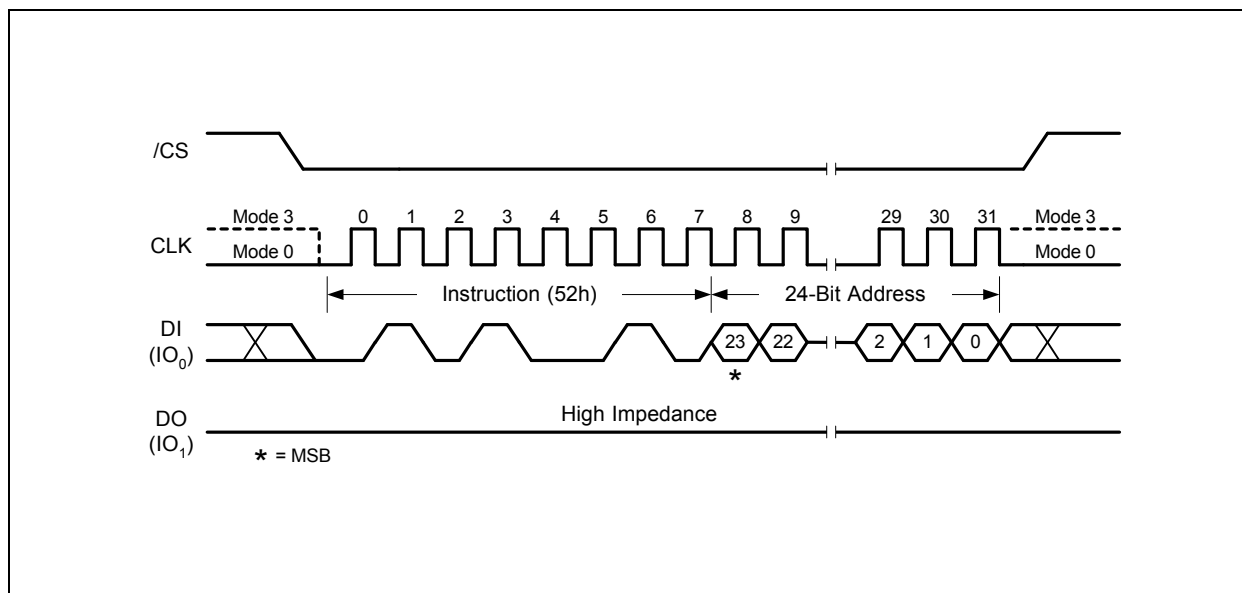 /CS
Mode 3 0 1 2 3 4 5 6 7 8 9 29 30 31 Mode 3
CLK
Mode 0 Mode 0
Instruction (52h) 24-Bit Address
DI
(IO0)
23 22 2 1 0
*
High Impedance
DO
(IO1)
* = MSB